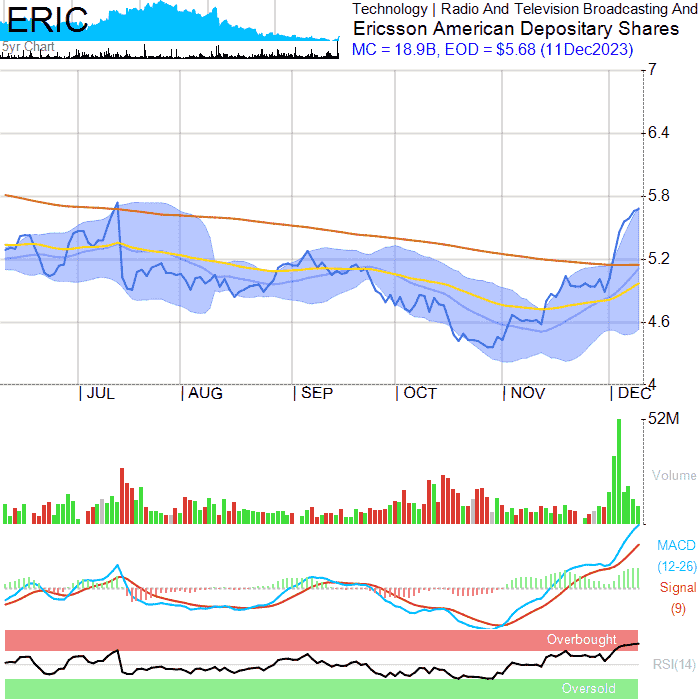 ERIC
5yr Chart
Technology | Radio And Television Broadcasting And
Ericsson American Depositary Shares
MC = 18.9B, EOD = $5.68 (11Dec2023)
7
6.4
5.8
5.2
4.6
4
JUL
AUG
SEP
OCT
NOV
DEC
52M
Volume
MACD
(12-26)
Signal
(9)
Overbought
RSI(14)
Oversold